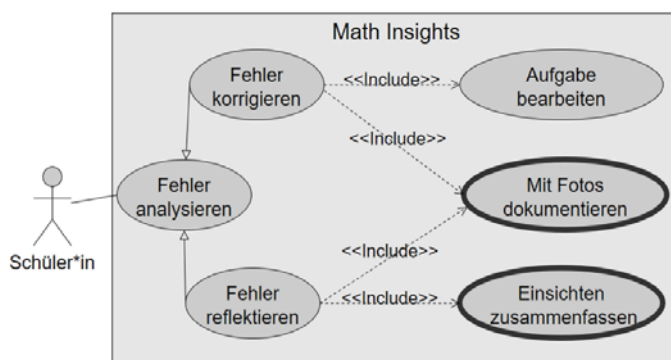 Math Insights
Fehler
korrigieren
<<Include>>
Aufgabe
bearbeiten
<<Include>>
Schüler*in
Fehler
analysieren
Mit Fotos
dokumentieren
<<Include>>
Fehler
reflektieren
<<Include>>
Einsichten
zusammenfassen